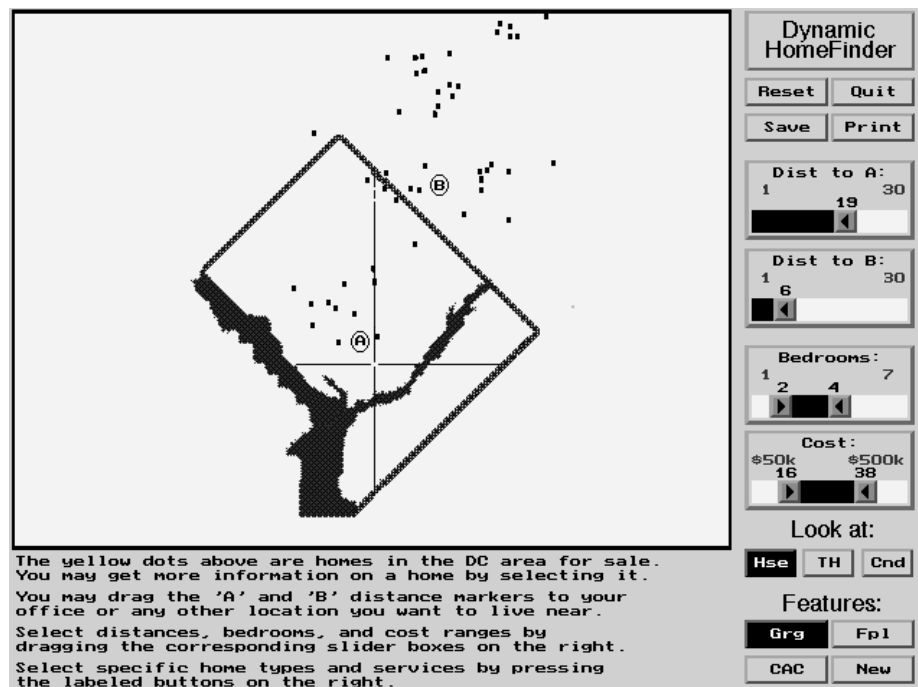 Dynamic
HomeFinder
Reset Quit
Save Print
Dist to A:
1 30
19
Dist to B:
1 30
6
Bedrooms:
1 7
2 4
Cost:
$50k $500k
16 38
Look at:
Hse TH Cnd
Features:
Grg Fpl
CAC New
B
A
The yellow dots above are homes in the DC area for sale.
You may get more information on a home by selecting it.
You may drag the 'A' and 'B' distance markers to your
office or any other location you want to live near.
Select distances, bedrooms, and cost ranges by
dragging the corresponding slider boxes on the right.
Select specific home types and services by pressing
the labeled buttons on the right.